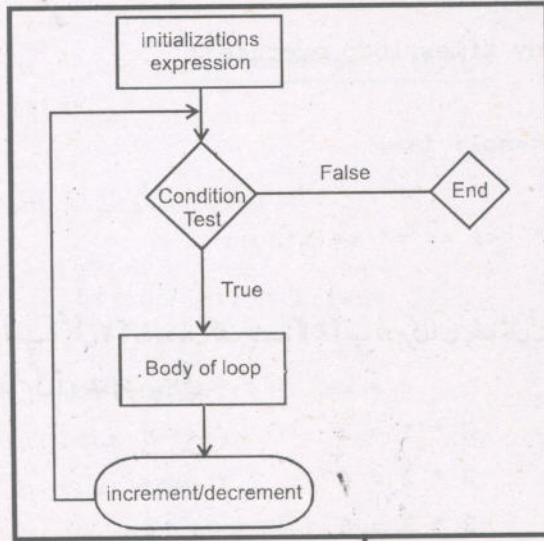 initializations
expression
Condition
Test
False
End
True
Body of loop
increment/decrement